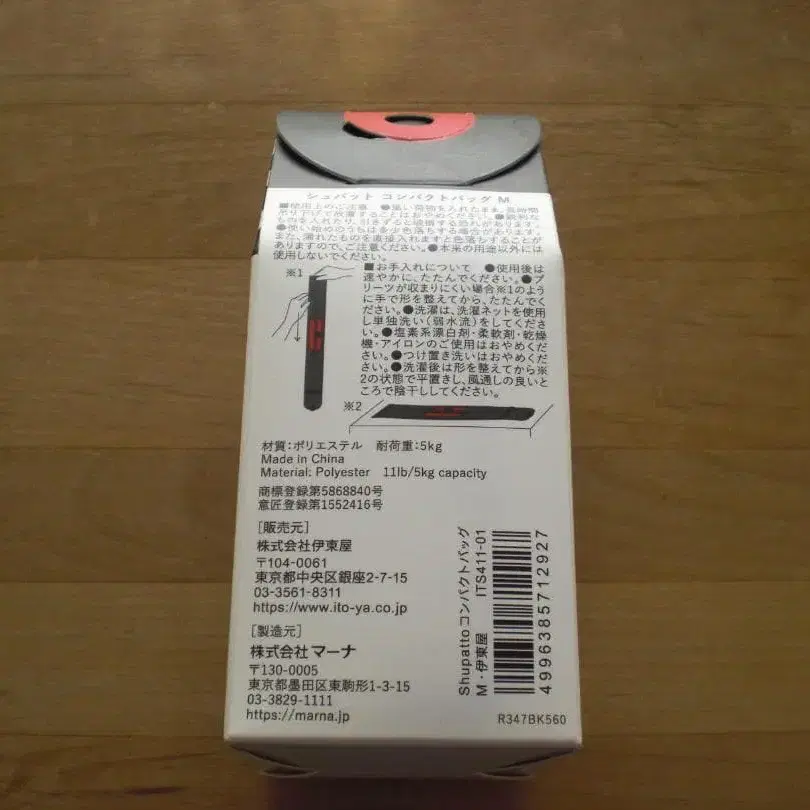 シュパット コンパクトバッグ M
■使用上のご注意 ●重い荷物を入れたまま、長時間
吊り下げて放置することはおやめください。●鋭利な
ものを入れたり、引きずると破損する恐れがあります。
●使い始めのうちは多少色落ちする場合があります。
また、濡れたものを直接入れますと色落ちすることが
ありますので、ご注意ください。●本来の用途以外には
使用しないでください。
※1
■お手入れについて ●使用後は
速やかに、たたんでください。●プ
リーツが収まりにくい場合※1のよう
に手で形を整えてから、たたんでく
ださい。●洗濯は、洗濯ネットを使用
し単独洗い(弱水流)をしてくださ
い。●塩素系漂白剤・柔軟剤・乾燥
機・アイロンのご使用はおやめくだ
さい。●つけ置き洗いはおやめくだ
さい。●洗濯後は形を整えてから※
2の状態で平置きし、風通しの良いと
ころで陰干ししてください。
※2
材質:ポリエステル 耐荷重:5kg
Made in China
Material: Polyester 11lb/5kg capacity
商標登録第5868840号
意匠登録第1552416号
[販売元]
株式会社伊東屋
〒104-0061
東京都中央区銀座2-7-15
03-3561-8311
https://www.ito-ya.co.jp
[製造元]
株式会社 マーナ
〒130-0005
東京都墨田区東駒形1-3-15
03-3829-1111
https://marna.jp
Shupattoコンパクトバッグ
M・伊東屋 ITS411-01
4996385712927
R347BK560